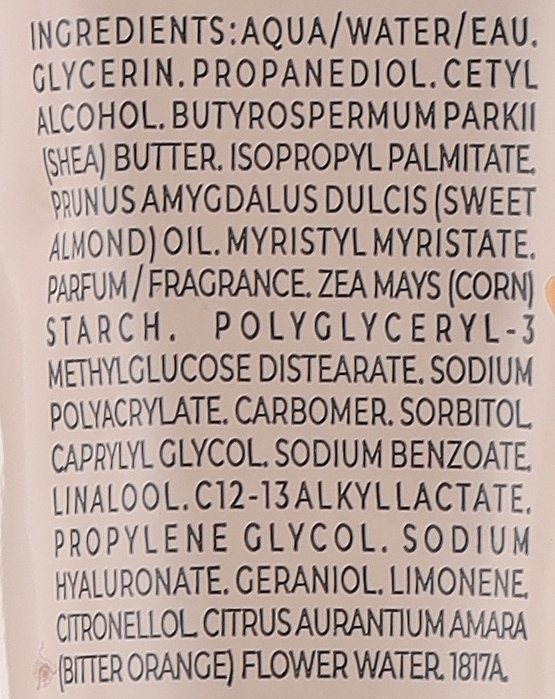 INGREDIENTS: AQUA/WATER/EAU,
GLYCERIN, PROPANEDIOL, CETYL
ALCOHOL, BUTYROSPERMUM PARKII
(SHEA) BUTTER, ISOPROPYL PALMITATE,
PRUNUS AMYGDALUS DULCIS (SWEET
ALMOND) OIL, MYRISTYL MYRISTATE,
PARFUM / FRAGRANCE, ZEA MAYS (CORN)
STARCH, POLYGLYCERYL-3
METHYLGLUCOSE DISTEARATE, SODIUM
POLYACRYLATE, CARBOMER, SORBITOL,
CAPRYLYL GLYCOL, SODIUM BENZOATE,
LINALOOL, C12-13 ALKYL LACTATE,
PROPYLENE GLYCOL, SODIUM
HYALURONATE, GERANIOL, LIMONENE,
CITRONELLOL, CITRUS AURANTIUM AMARA
(BITTER ORANGE) FLOWER WATER, 1817A.